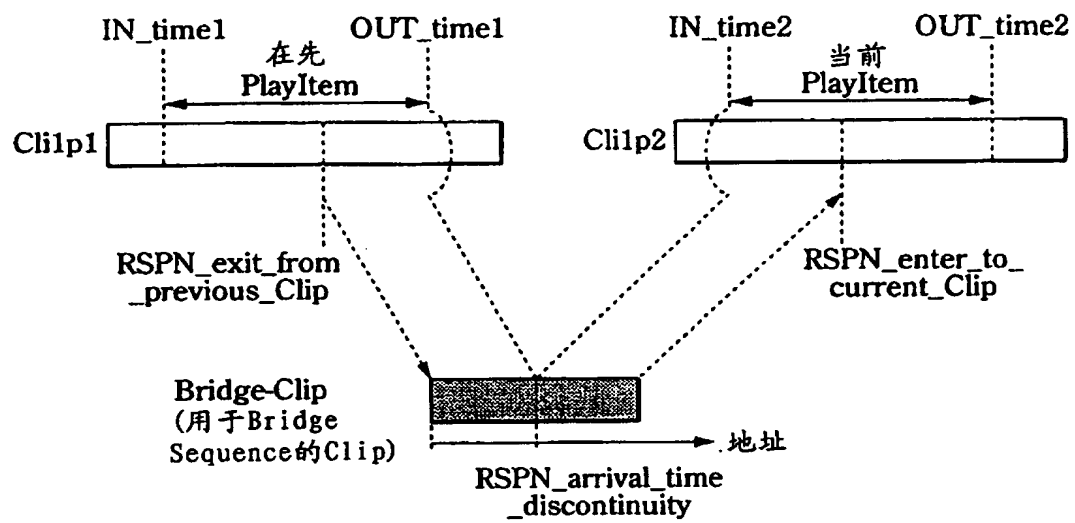 IN_time1
OUT_time1
IN_time2
OUT_time2
在先
PlayItem
当前
PlayItem
Cli1p1
Cli1p2
RSPN_exit_from
_previous_Clip
RSPN_enter_to_
current_Clip
Bridge-Clip
(用于Bridge
Sequence的Clip)
地址
RSPN_arrival_time
_discontinuity